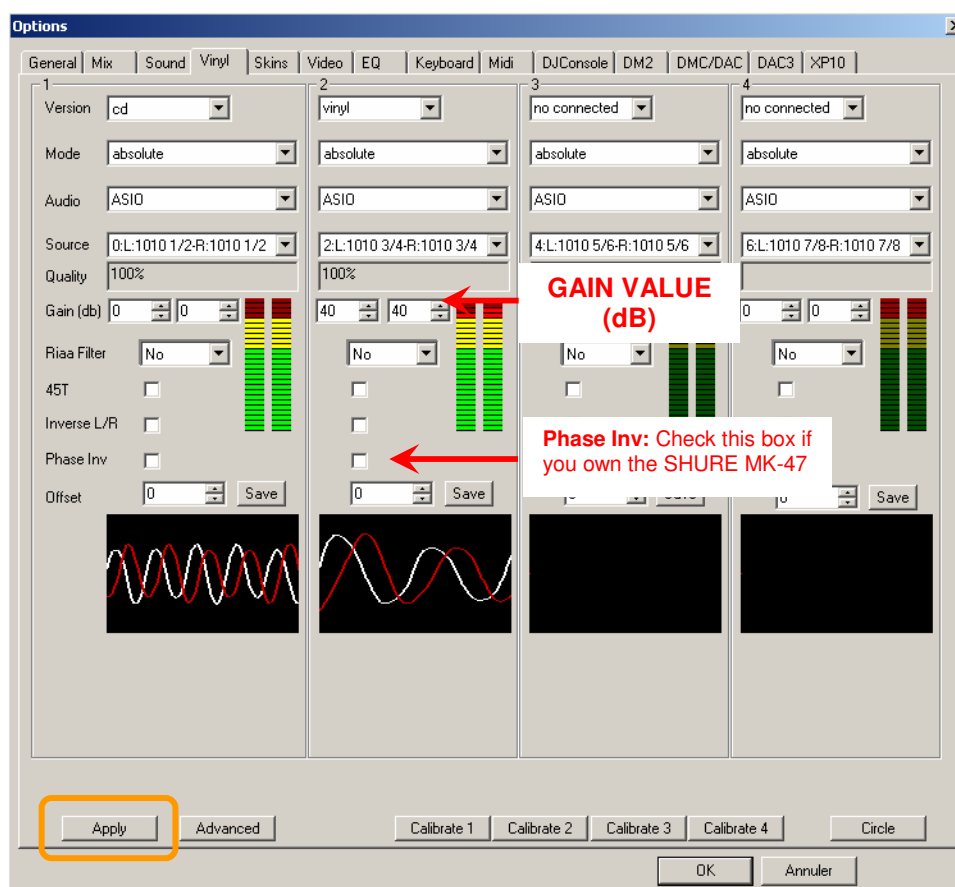 Options
General Mix Sound Vinyl Skins Video EQ Keyboard Midi DJConsole DM2 DMC/DAC DAC3 XP10
1 2 3 4
Version cd vinyl no connected no connected
Mode absolute absolute absolute absolute
Audio ASIO ASIO ASIO ASIO
Source 0:L:1010 1/2-R:1010 1/2 2:L:1010 3/4-R:1010 3/4 4:L:1010 5/6-R:1010 5/6 6:L:1010 7/8-R:1010 7/8
Quality 100% 100%
GAIN VALUE
(dB)
Gain (db) 0 0 40 40 0 0
Riaa Filter No No No No
45T
Inverse L/R
Phase Inv: Check this box if
you own the SHURE MK-47
Phase Inv
Offset 0 Save 0 Save Save 0 Save
Apply Advanced Calibrate 1 Calibrate 2 Calibrate 3 Calibrate 4 Circle
OK Annuler